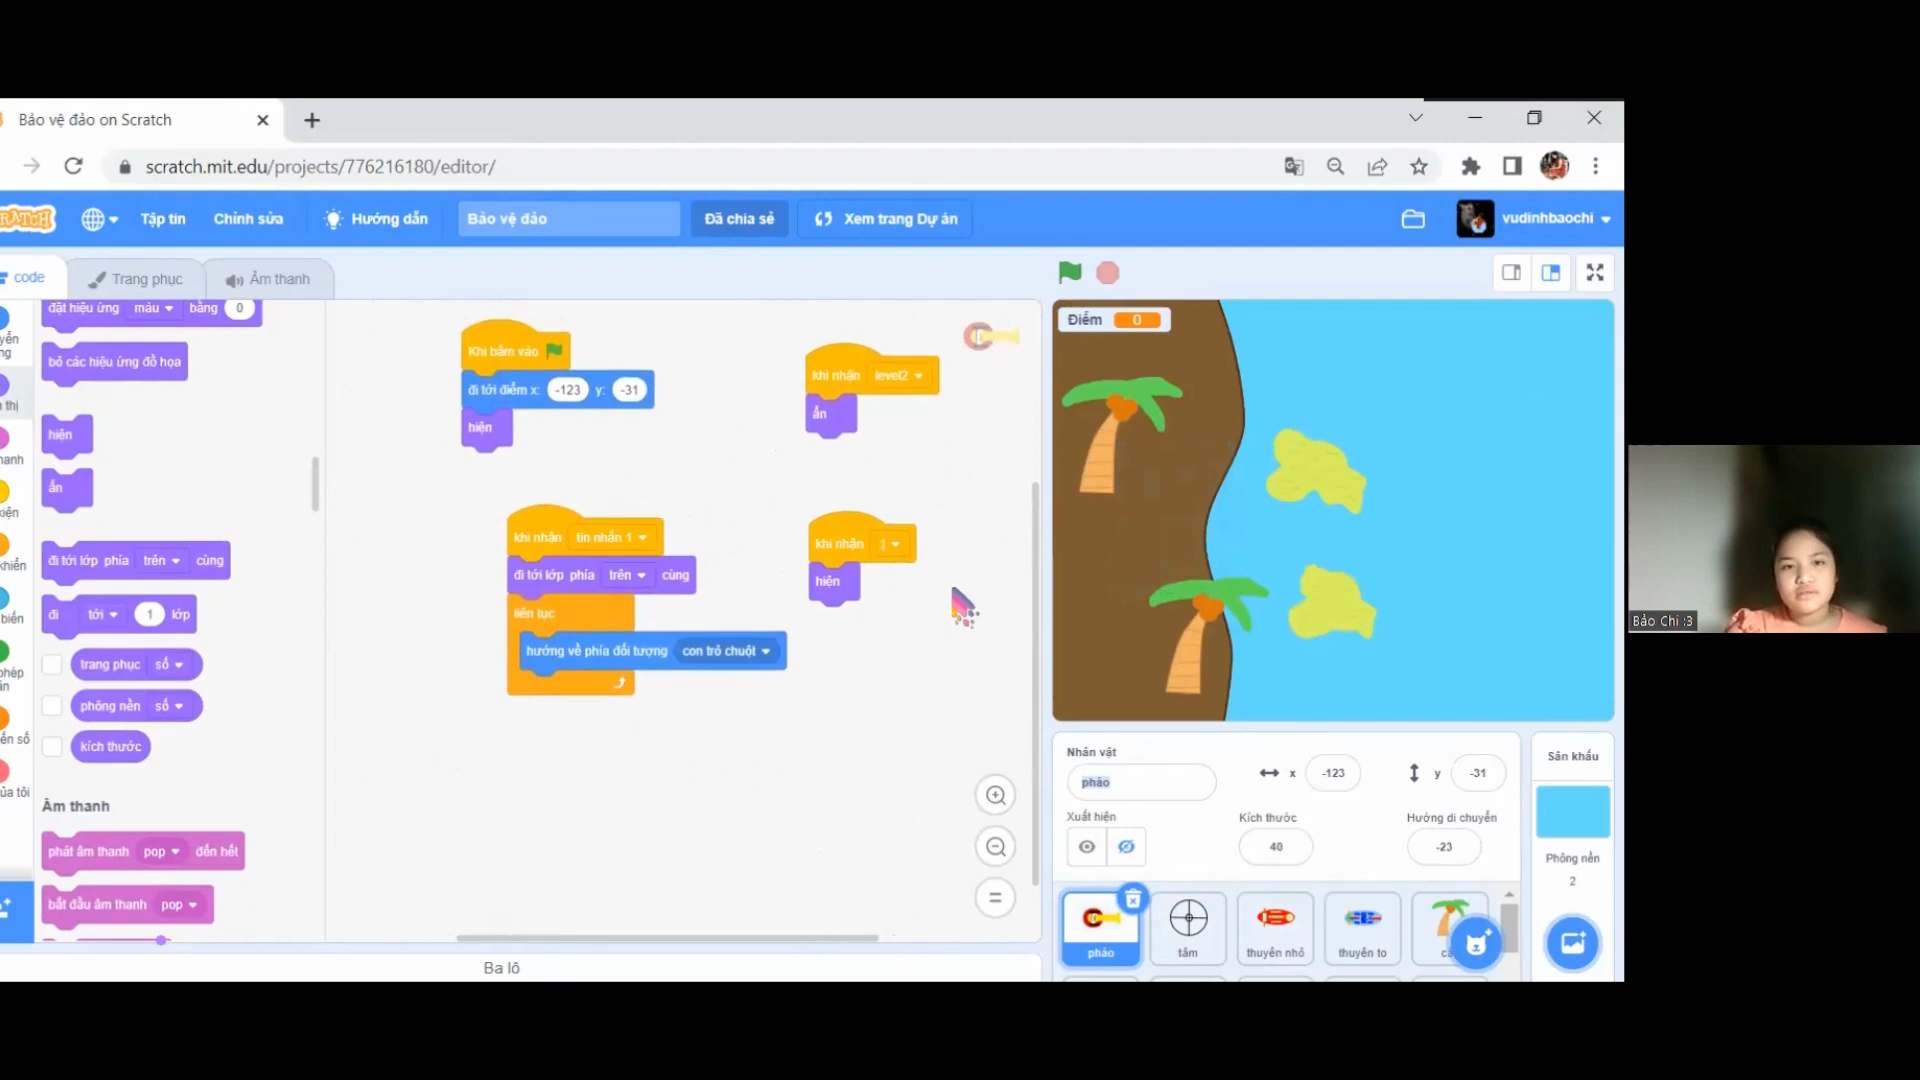 Bảo vệ đảo on Scratch
scratch.mit.edu/projects/776216180/editor/
Tập tin
Chỉnh sửa
Hướng dẫn
Bảo vệ đảo
Đã chia sẻ
Xem trang Dự án
vudinhbaochi
code
Trang phục
Âm thanh
đặt hiệu ứng màu bằng 0
bỏ các hiệu ứng đồ họa
hiện
ẩn
đi tới lớp phía trên cùng
đi tới 1 lớp
trang phục số
phông nền số
kích thước
Âm thanh
phát âm thanh pop đến hết
bắt đầu âm thanh pop
Khi bấm vào
đi tới điểm x: -123 y: -31
hiện
khi nhận level2
ẩn
khi nhận tin nhắn 1
đi tới lớp phía trên cùng
liên tục
hướng về phía đối tượng con trỏ chuột
khi nhận :)
hiện
Ba lô
Điểm 0
Nhân vật
pháo
x -123
y -31
Xuất hiện
Kích thước
40
Hướng di chuyển
-23
Sân khấu
Phông nền
2
pháo
tâm
thuyền nhỏ
thuyền to
Bảo Chi :3